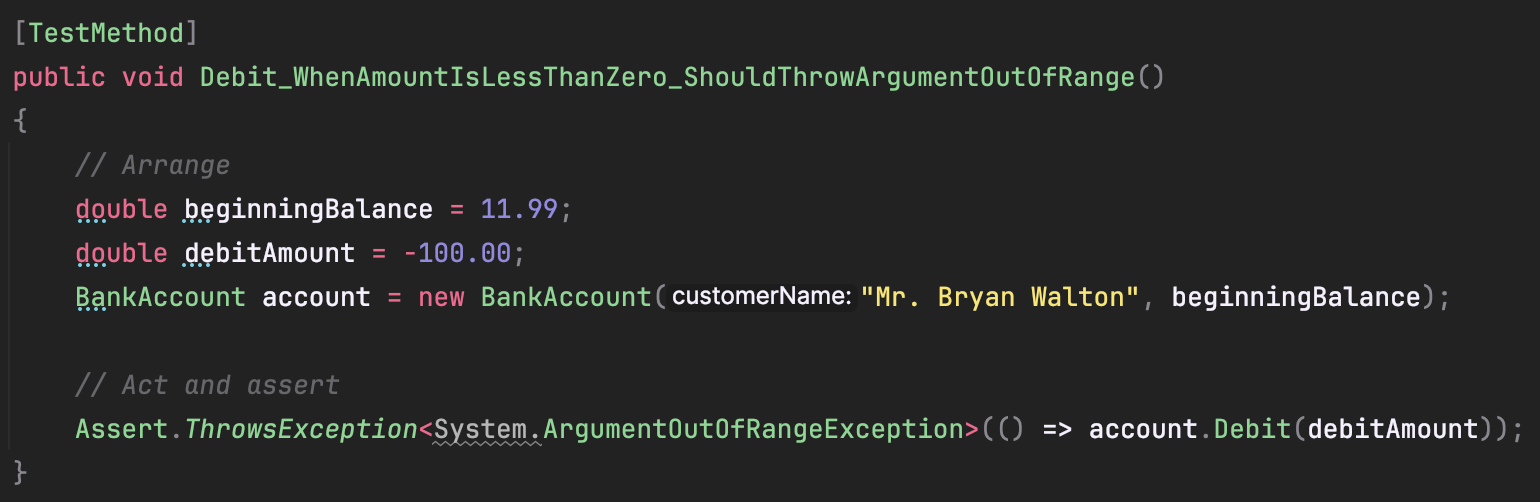 [TestMethod]
public void Debit_WhenAmountIsLessThanZero_ShouldThrowArgumentOutOfRange()
{
    // Arrange
    double beginningBalance = 11.99;
    double debitAmount = -100.00;
    BankAccount account = new BankAccount(customerName: "Mr. Bryan Walton", beginningBalance);
    // Act and assert
    Assert.ThrowsException<System.ArgumentOutOfRangeException>(() => account.Debit(debitAmount));
}